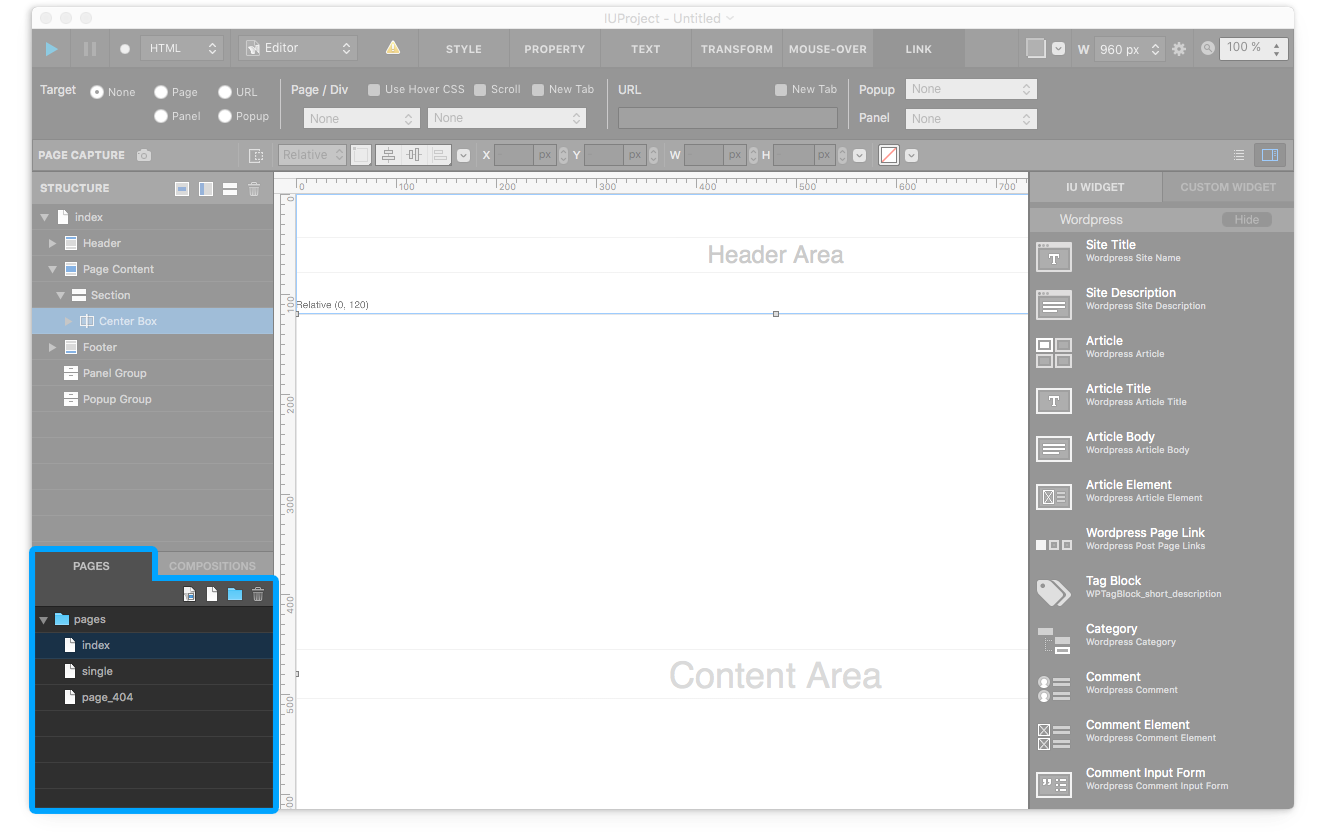 IUProject - Untitled
HTML
Editor
STYLE
PROPERTY
TEXT
TRANSFORM
MOUSE-OVER
LINK
W
960 px
100 %
Target
None
Page
URL
Panel
Popup
Page / Div
Use Hover CSS
Scroll
New Tab
None
None
URL
New Tab
Popup
None
Panel
None
PAGE CAPTURE
Relative
X
-
px
Y
-
px
W
-
px
H
-
px
STRUCTURE
index
Header
Page Content
Section
Center Box
Footer
Panel Group
Popup Group
PAGES
COMPOSITIONS
pages
index
single
page_404
0
100
200
300
400
500
600
700
0
100
200
300
400
500
Header Area
Relative (0, 120)
Content Area
IU WIDGET
CUSTOM WIDGET
Wordpress
Hide
T
Site Title
Wordpress Site Name
Site Description
Wordpress Site Description
Article
Wordpress Article
T
Article Title
Wordpress Article Title
Article Body
Wordpress Article Body
Article Element
Wordpress Article Element
Wordpress Page Link
Wordpress Post Page Links
Tag Block
WPTagBlock_short_description
Category
Wordpress Category
Comment
Wordpress Comment
Comment Element
Wordpress Comment Element
Comment Input Form
Wordpress Comment Input Form